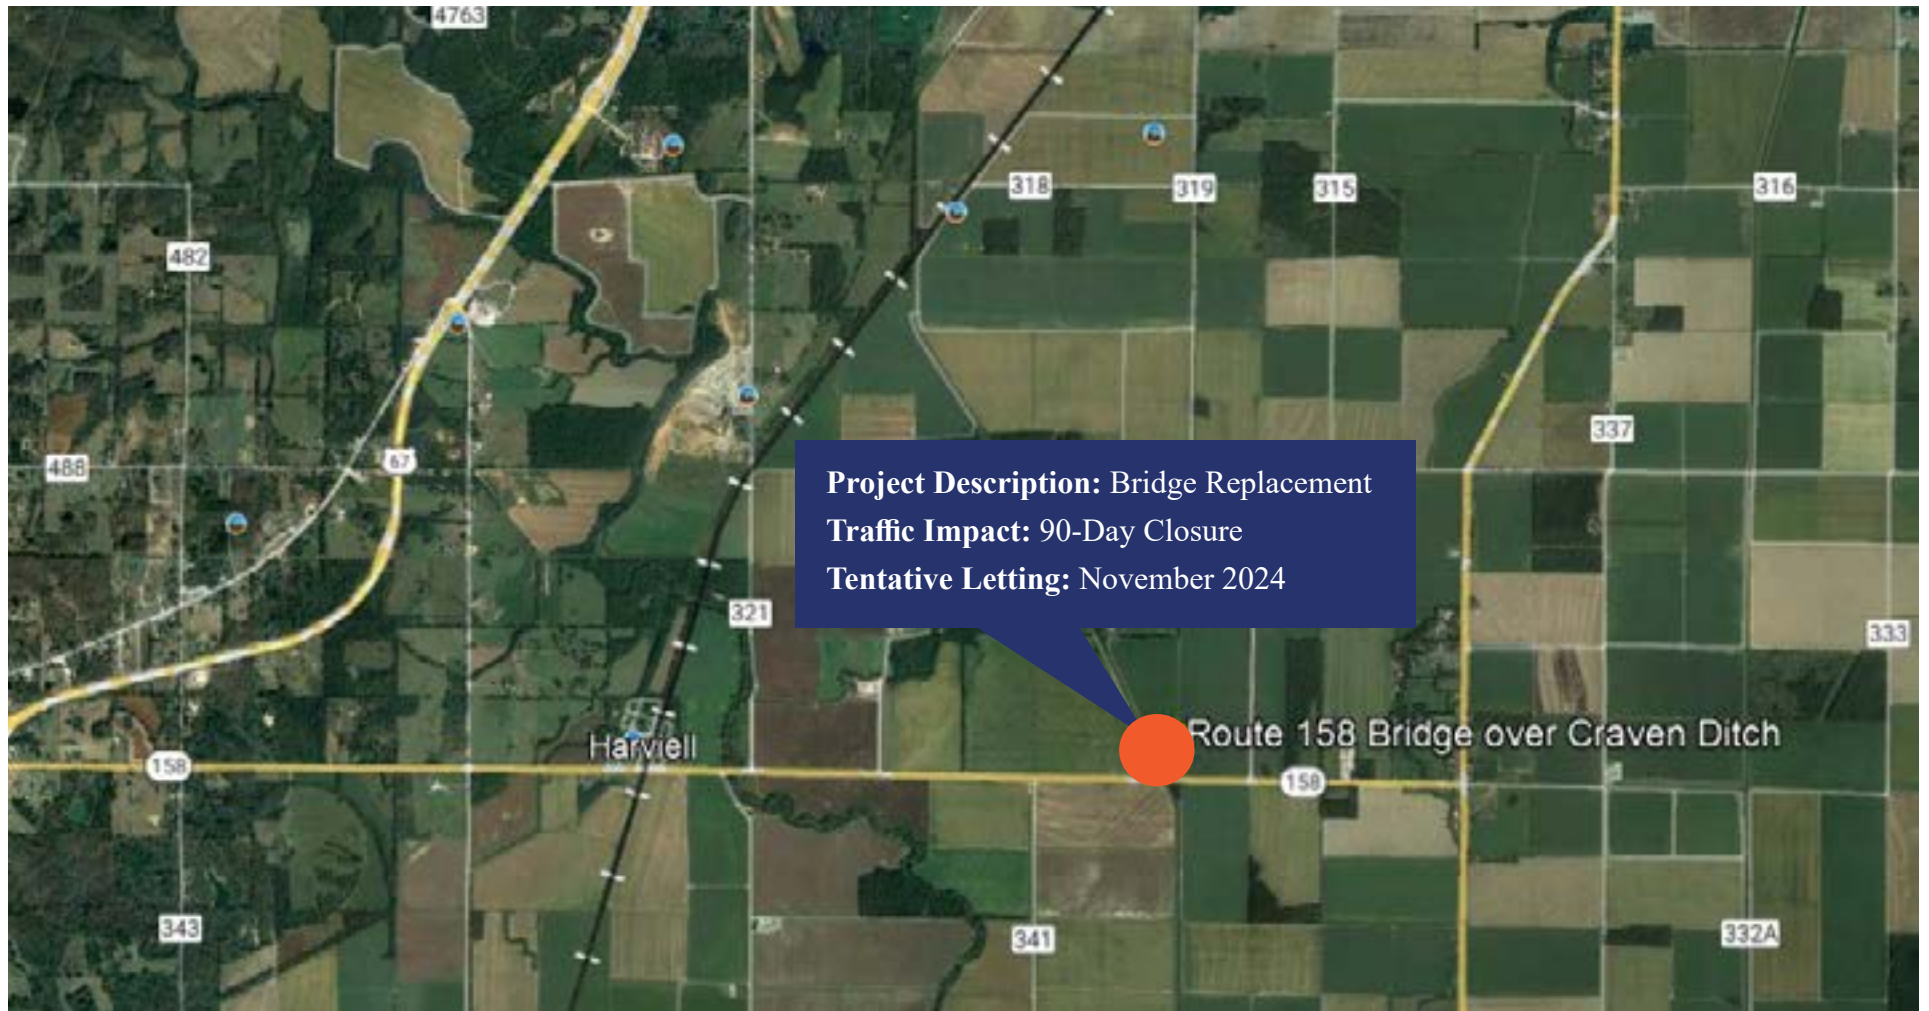 4763
318
319
315
316
482
337
67
488
Project Description: Bridge Replacement
Traffic Impact: 90-Day Closure
Tentative Letting: November 2024
321
333
Route 158 Bridge over Craven Ditch
Harviell
158
158
343
341
332A